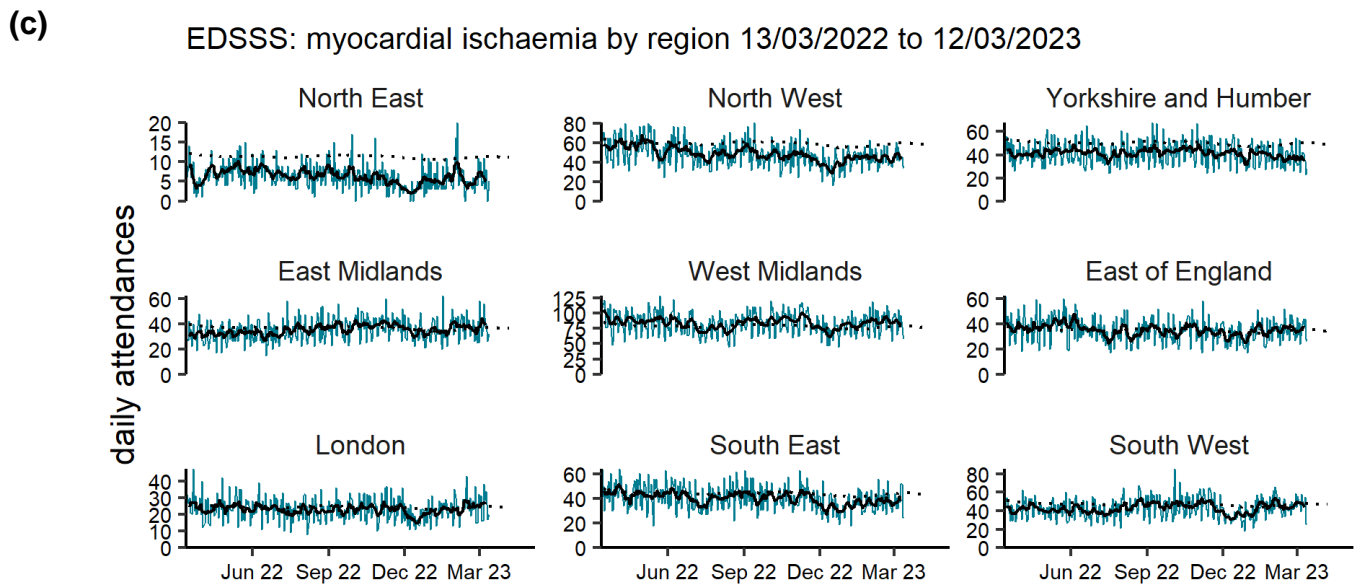 (c)
EDSSS: myocardial ischaemia by region 13/03/2022 to 12/03/2023
daily attendances
North East
20
15
10
5
0
North West
80
60
40
20
0
Yorkshire and Humber
60
40
20
0
East Midlands
60
40
20
0
West Midlands
125
100
75
50
25
0
East of England
60
40
20
0
London
40
30
20
10
0
Jun 22 Sep 22 Dec 22 Mar 23
South East
60
40
20
0
Jun 22 Sep 22 Dec 22 Mar 23
South West
80
60
40
20
0
Jun 22 Sep 22 Dec 22 Mar 23